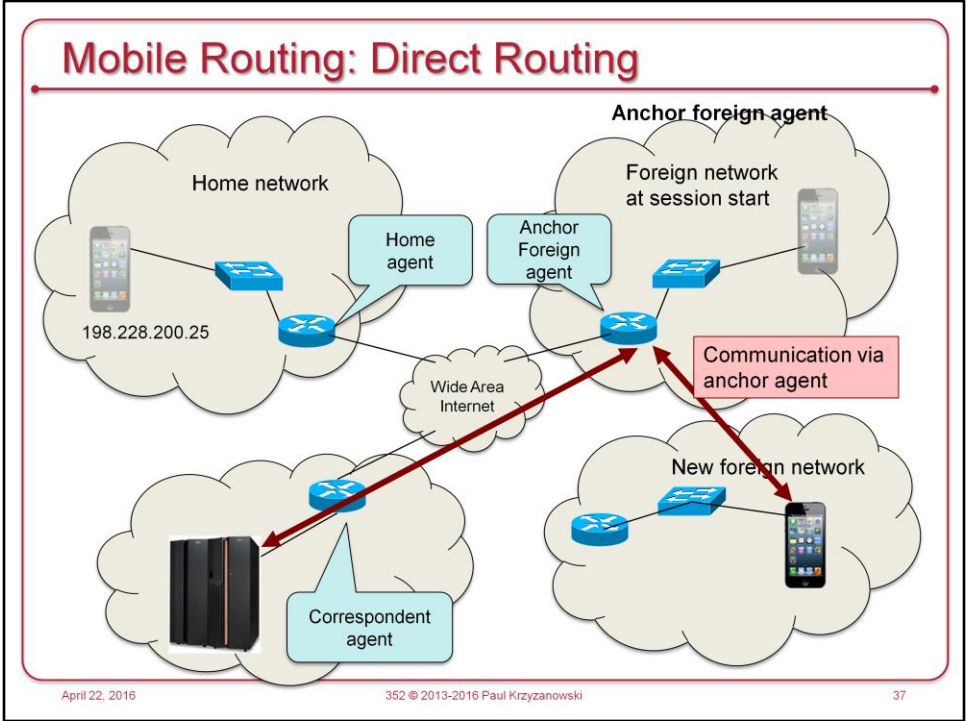 Mobile Routing: Direct Routing
Anchor foreign agent
Home network
Foreign network
at session start
Home
agent
Anchor
Foreign
agent
198.228.200.25
Communication via
anchor agent
Wide Area
Internet
New foreign network
Correspondent
agent
April 22, 2016
352 © 2013-2016 Paul Krzyzanowski
37